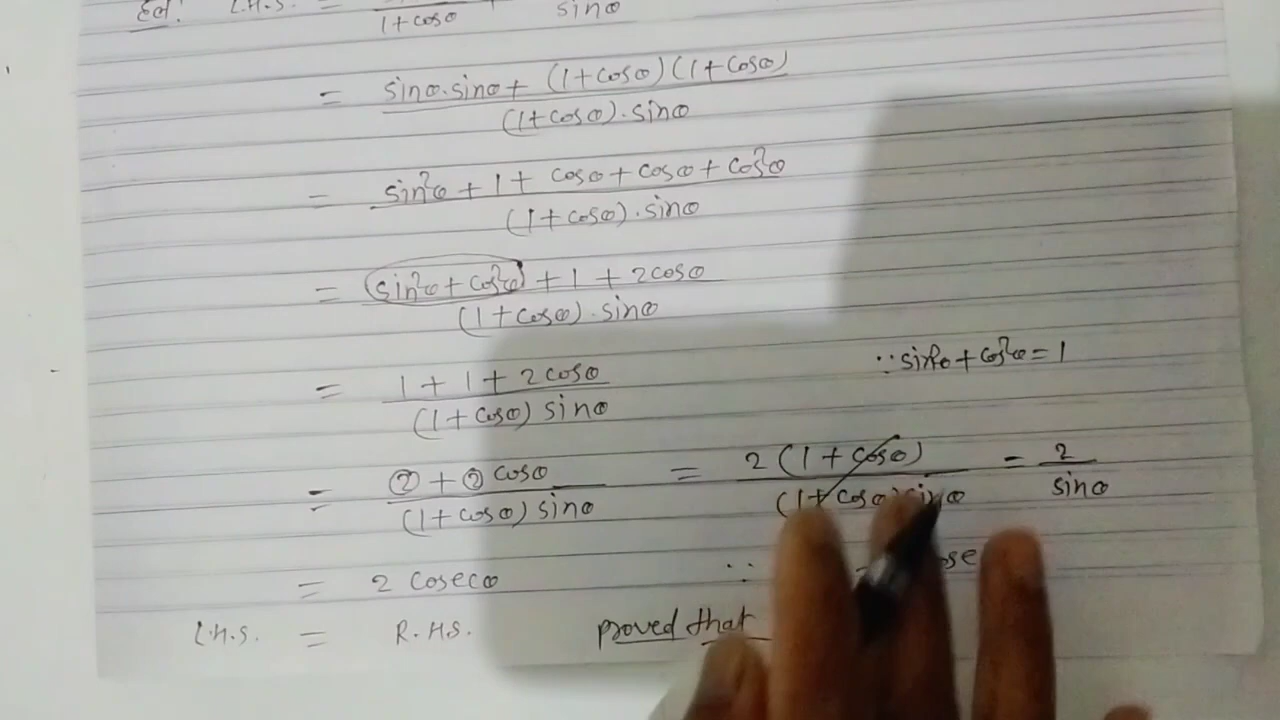 Sol! L.H.S. = / 1+cosθ + / sinθ
= sinθ.sinθ + (1+cosθ)(1+cosθ) / (1+cosθ).sinθ
= sin²θ + 1 + cosθ + cosθ + cos²θ / (1+cosθ).sinθ
= (sin²θ + cos²θ) + 1 + 2cosθ / (1+cosθ).sinθ
= 1 + 1 + 2cosθ / (1+cosθ) sinθ ∵ sin²θ + cos²θ = 1
= 2 + 2 cosθ / (1+cosθ) sinθ = 2 (1+cosθ) / (1+cosθ) sinθ = 2 / sinθ
= 2 cosecθ ∵
L.H.S. = R.H.S. proved that